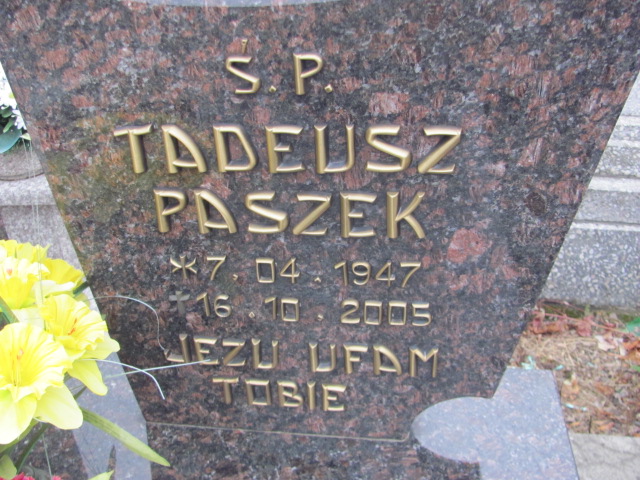 Ś.P.
TADEUSZ
PASZEK
* 7. 04. 1947
† 16. 10. 2005
JEZU UFAM
TOBIE